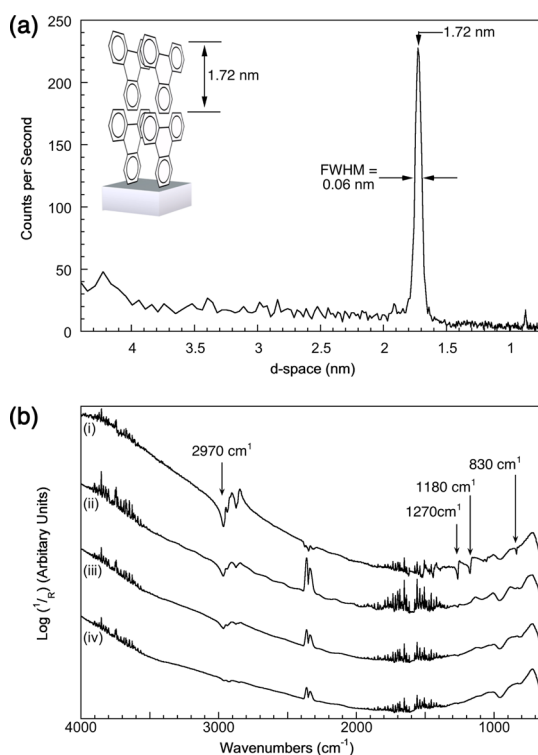 (a)
250
200
150
100
50
0
Counts per Second
1.72 nm
1.72 nm
FWHM =
0.06 nm
4 3.5 3 2.5 2 1.5 1
d-space (nm)
(b)
(i)
(ii)
(iii)
(iv)
2970 cm¹
1270cm¹
1180 cm¹
830 cm¹
Log (¹/R) (Arbitary Units)
4000 3000 2000 1000
Wavenumbers (cm⁻¹)